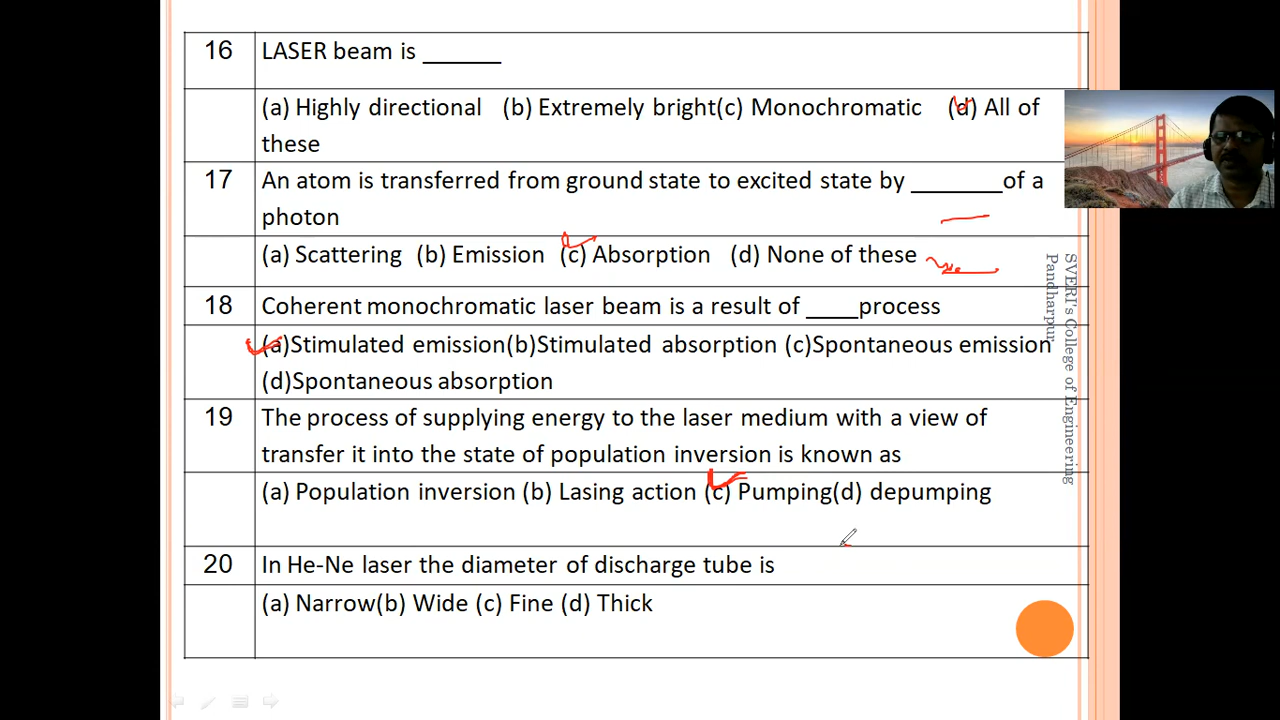 16 LASER beam is ______
(a) Highly directional (b) Extremely bright(c) Monochromatic (d) All of
these
17 An atom is transferred from ground state to excited state by _______of a
photon
(a) Scattering (b) Emission (c) Absorption (d) None of these
18 Coherent monochromatic laser beam is a result of ____process
(a)Stimulated emission(b)Stimulated absorption (c)Spontaneous emission
(d)Spontaneous absorption
19 The process of supplying energy to the laser medium with a view of
transfer it into the state of population inversion is known as
(a) Population inversion (b) Lasing action (c) Pumping(d) depumping
20 In He-Ne laser the diameter of discharge tube is
(a) Narrow(b) Wide (c) Fine (d) Thick
SVERI's College of Engineering
Pandharpur